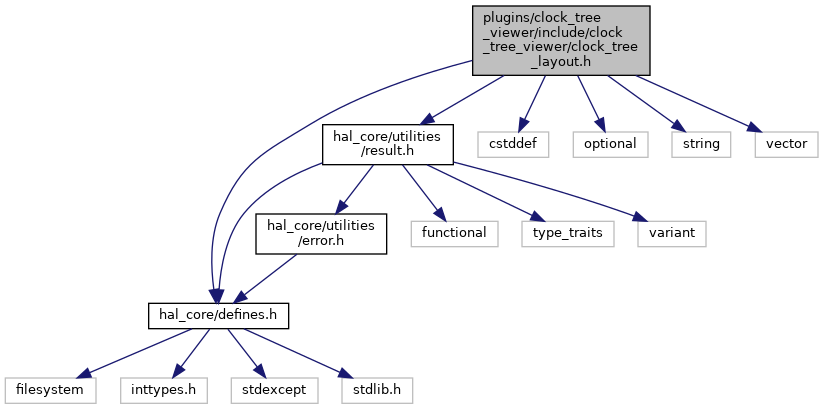 plugins/clock_tree
_viewer/include/clock
_tree_viewer/clock_tree
_layout.h
hal_core/utilities
/result.h
cstddef
optional
string
vector
hal_core/utilities
/error.h
functional
type_traits
variant
hal_core/defines.h
filesystem
inttypes.h
stdexcept
stdlib.h